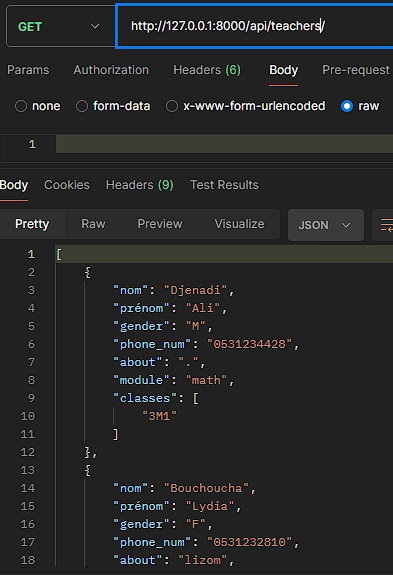 GET http://127.0.0.1:8000/api/teachers/
Params Authorization Headers (6) Body Pre-request
none form-data x-www-form-urlencoded raw
1
Body Cookies Headers (9) Test Results
Pretty Raw Preview Visualize JSON
1 [
2 {
3 "nom": "Djenadi",
4 "prénom": "Ali",
5 "gender": "M",
6 "phone_num": "0531234428",
7 "about": ".",
8 "module": "math",
9 "classes": [
10 "3M1"
11 ]
12 },
13 {
14 "nom": "Bouchoucha",
15 "prénom": "Lydia",
16 "gender": "F",
17 "phone_num": "0531232810",
18 "about": "lizom",